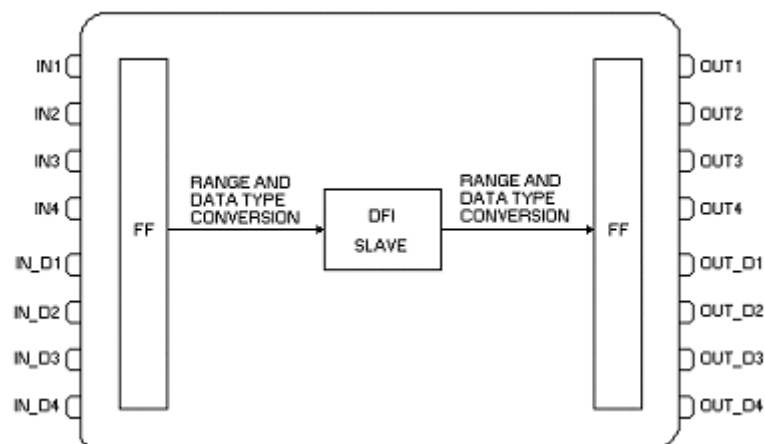 IN1
IN2
IN3
IN4
IN_D1
IN_D2
IN_D3
IN_D4
FF
RANGE AND
DATA TYPE
CONVERSION
DFI
SLAVE
RANGE AND
DATA TYPE
CONVERSION
FF
OUT1
OUT2
OUT3
OUT4
OUT_D1
OUT_D2
OUT_D3
OUT_D4